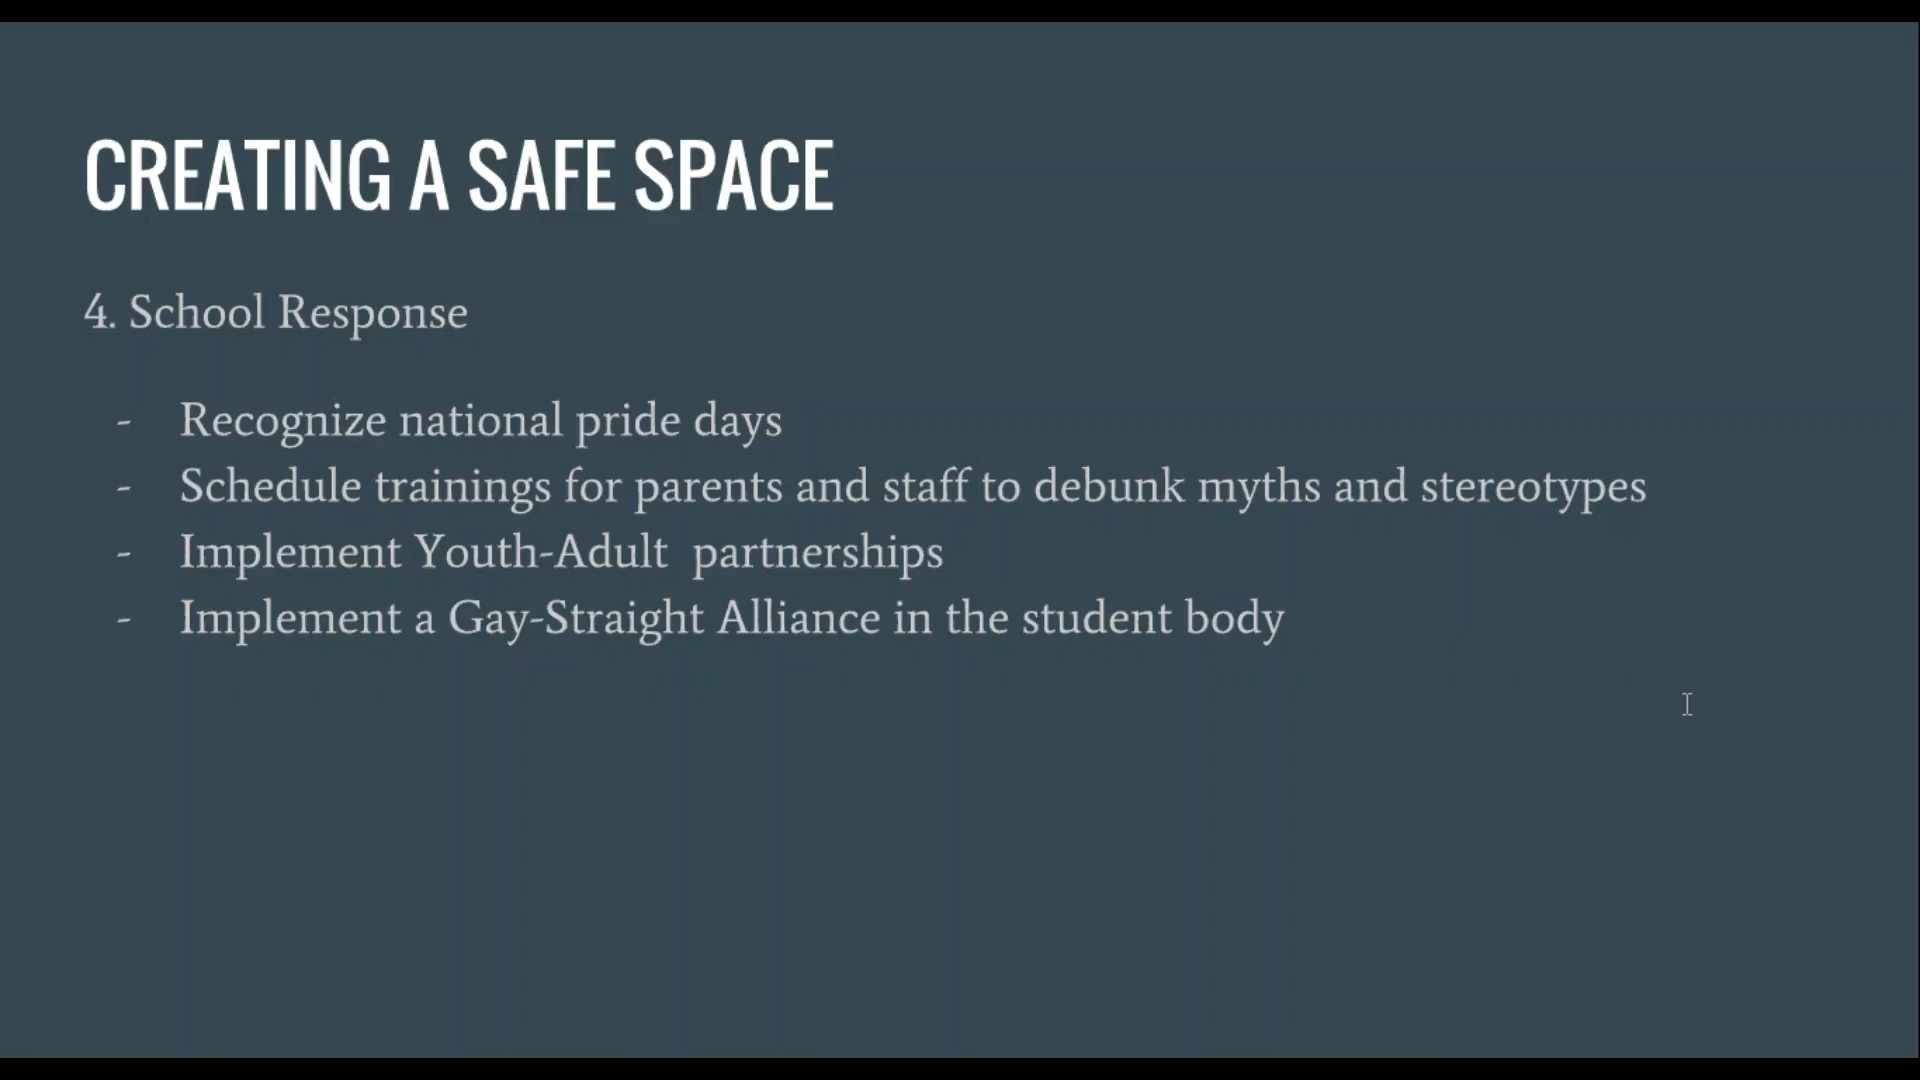 CREATING A SAFE SPACE
4. School Response
- Recognize national pride days
- Schedule trainings for parents and staff to debunk myths and stereotypes
- Implement Youth-Adult  partnerships
- Implement a Gay-Straight Alliance in the student body